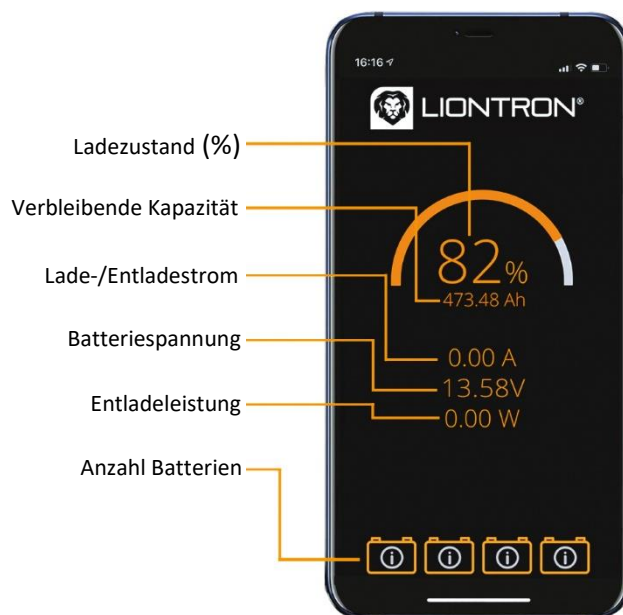 16:16
LIONTRON®
Ladezustand (%)
Verbleibende Kapazität
82%
Lade-/Entladestrom
473.48 Ah
Batteriespannung
0.00 A
13.58V
Entladeleistung
0.00 W
Anzahl Batterien